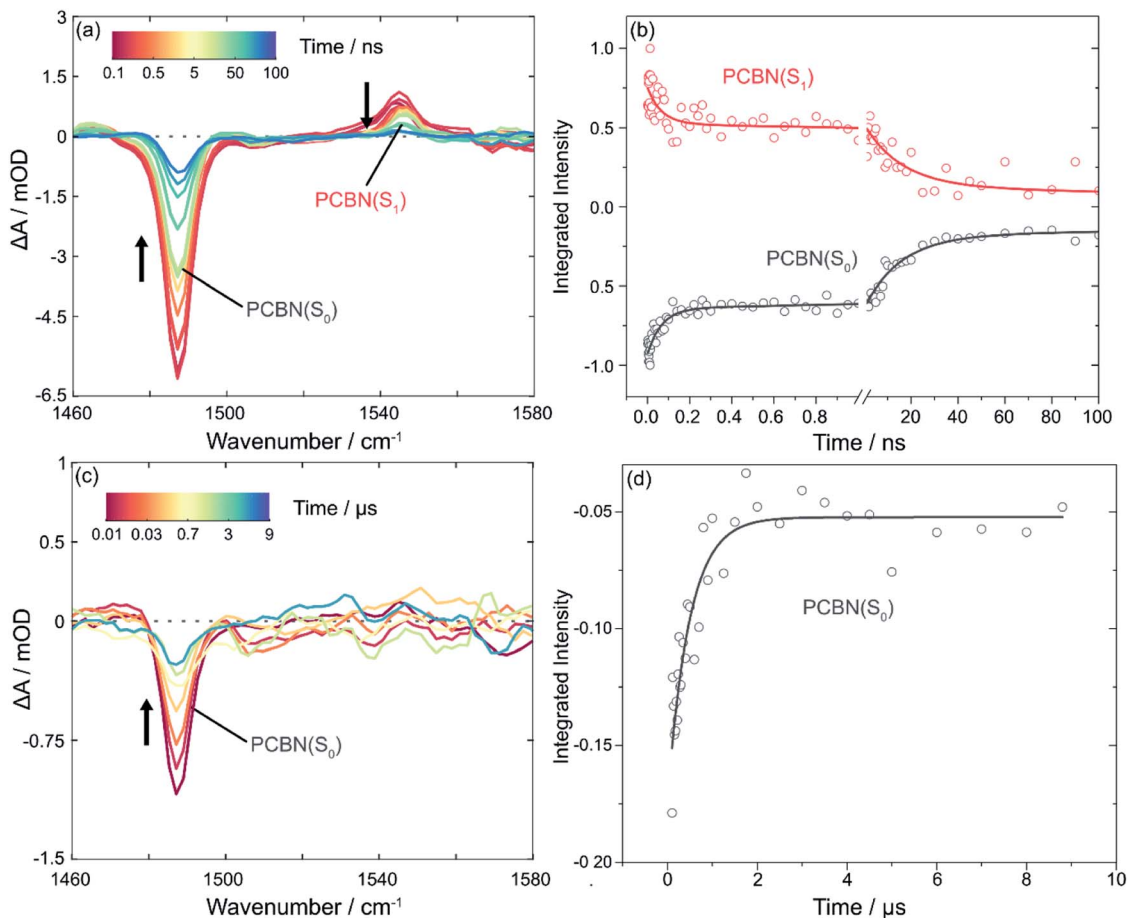 (a)
Time / ns
0.1 0.5 5 50 100
3
1.5
0
-1.5
-3
-4.5
-6.5
ΔA / mOD
PCBN(S₁)
PCBN(S₀)
1460 1500 1540 1580
Wavenumber / cm⁻¹
(b)
1.0
0.5
0.0
0.5
-1.0
Integrated Intensity
PCBN(S₁)
PCBN(S₀)
0.0 0.2 0.4 0.6 0.8 20 40 60 80 100
Time / ns
(c)
Time / µs
0.01 0.03 0.7 3 9
1
0.5
0
-0.75
-1.5
ΔA / mOD
PCBN(S₀)
1460 1500 1540 1580
Wavenumber / cm⁻¹
(d)
-0.05
-0.10
-0.15
-0 20
Integrated Intensity
PCBN(S₀)
0 2 4 6 8 10
Time / µs